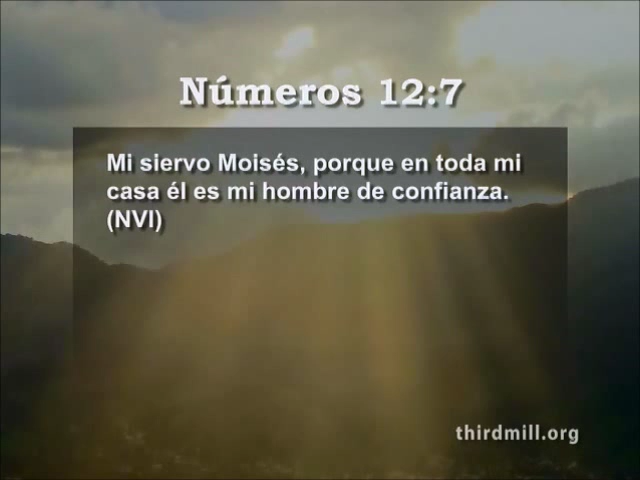 Números 12:7
Mi siervo Moisés, porque en toda mi
casa él es mi hombre de confianza.
(NVI)
thirdmill.org